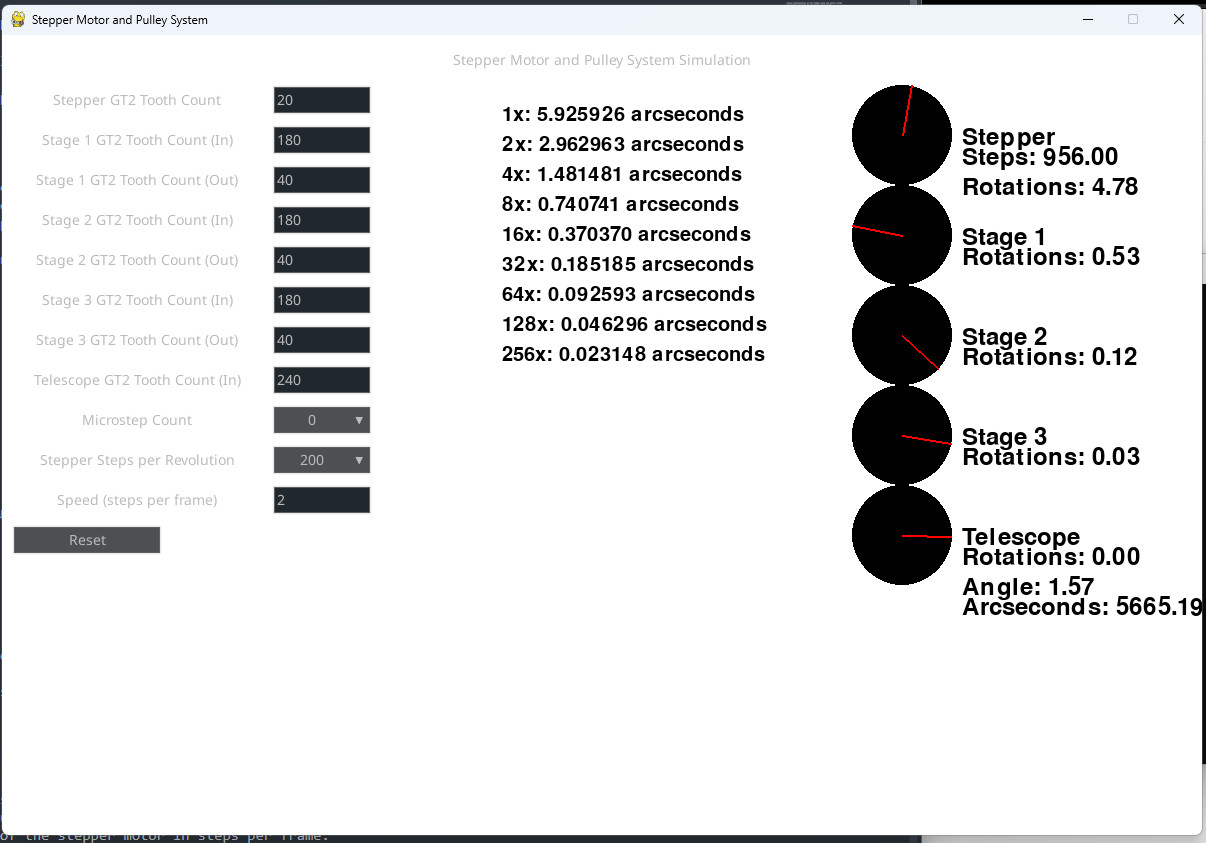 Stepper Motor and Pulley System
Stepper Motor and Pulley System Simulation
Stepper GT2 Tooth Count 20
Stage 1 GT2 Tooth Count (In) 180
Stage 1 GT2 Tooth Count (Out) 40
Stage 2 GT2 Tooth Count (In) 180
Stage 2 GT2 Tooth Count (Out) 40
Stage 3 GT2 Tooth Count (In) 180
Stage 3 GT2 Tooth Count (Out) 40
Telescope GT2 Tooth Count (In) 240
Microstep Count 0 ▼
Stepper Steps per Revolution 200 ▼
Speed (steps per frame) 2
Reset
1x: 5.925926 arcseconds
2x: 2.962963 arcseconds
4x: 1.481481 arcseconds
8x: 0.740741 arcseconds
16x: 0.370370 arcseconds
32x: 0.185185 arcseconds
64x: 0.092593 arcseconds
128x: 0.046296 arcseconds
256x: 0.023148 arcseconds
Stepper
Steps: 956.00
Rotations: 4.78
Stage 1
Rotations: 0.53
Stage 2
Rotations: 0.12
Stage 3
Rotations: 0.03
Telescope
Rotations: 0.00
Angle: 1.57
Arcseconds: 5665.19
of the stepper motor in steps per frame.